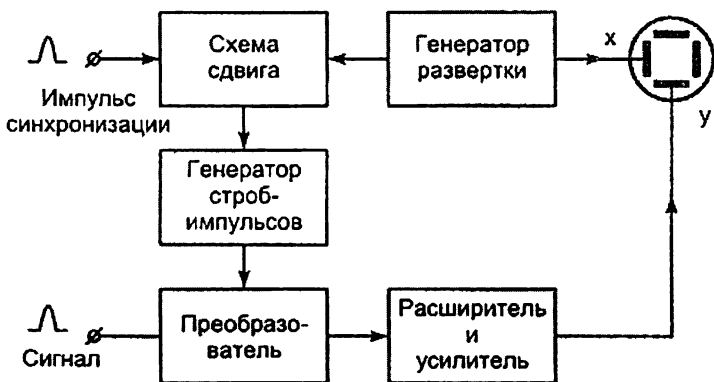 Схема
сдвига
Генератор
развертки
x
y
Импульс
синхронизации
Генератор
строб-
импульсов
Сигнал
Преобразо-
ватель
Расширитель
и
усилитель